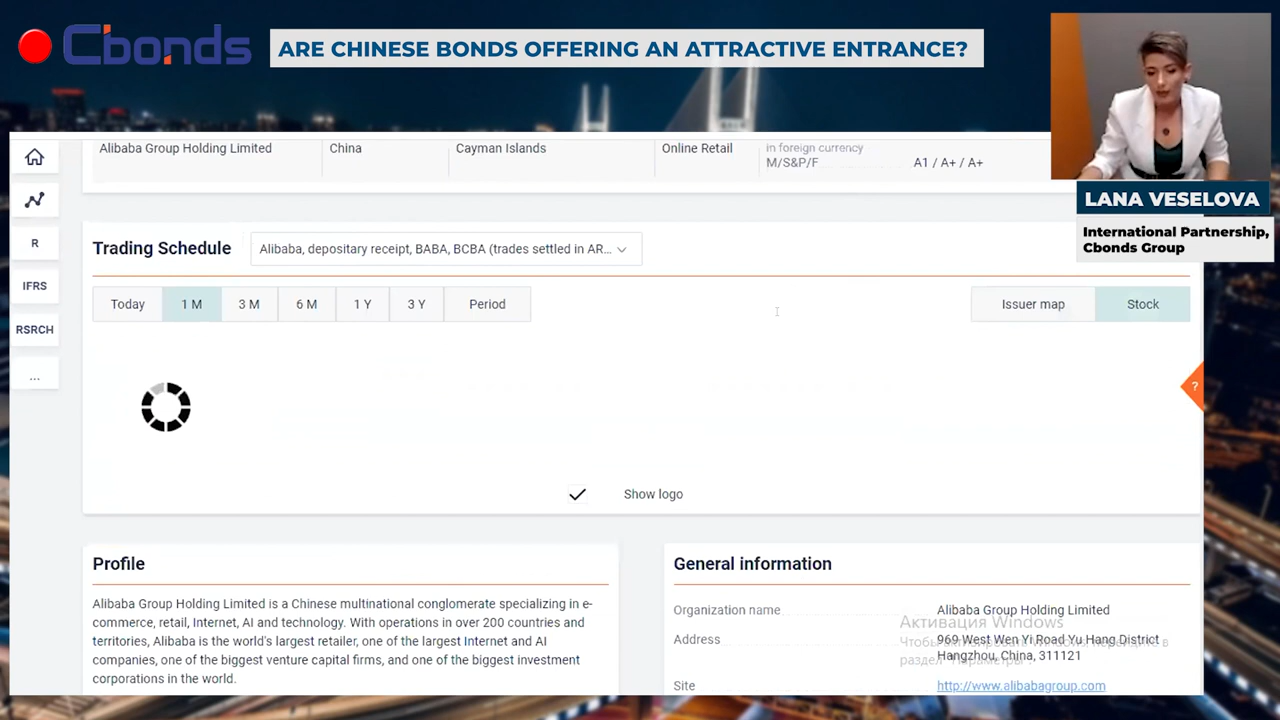 Cbonds
ARE CHINESE BONDS OFFERING AN ATTRACTIVE ENTRANCE?
Alibaba Group Holding Limited
China
Cayman Islands
Online Retail
in foreign currency
M/S&P/F
A1 / A+ / A+
LANA VESELOVA
International Partnership,
Cbonds Group
R
IFRS
RSRCH
...
Trading Schedule
Alibaba, depositary receipt, BABA, BCBA (trades settled in AR...
Today
1 M
3 M
6 M
1 Y
3 Y
Period
Issuer map
Stock
?
Show logo
Profile
Alibaba Group Holding Limited is a Chinese multinational conglomerate specializing in e-
commerce, retail, Internet, AI and technology. With operations in over 200 countries and
territories, Alibaba is the world's largest retailer, one of the largest Internet and AI
companies, one of the biggest venture capital firms, and one of the biggest investment
corporations in the world.
General information
Organization name
Alibaba Group Holding Limited
Активация Windows
Address
969 West Wen Yi Road Yu Hang District
Hangzhou, China, 311121
Чтобы активировать Windows, перейдите в
раздел "Параметры".
Site
http://www.alibabagroup.com